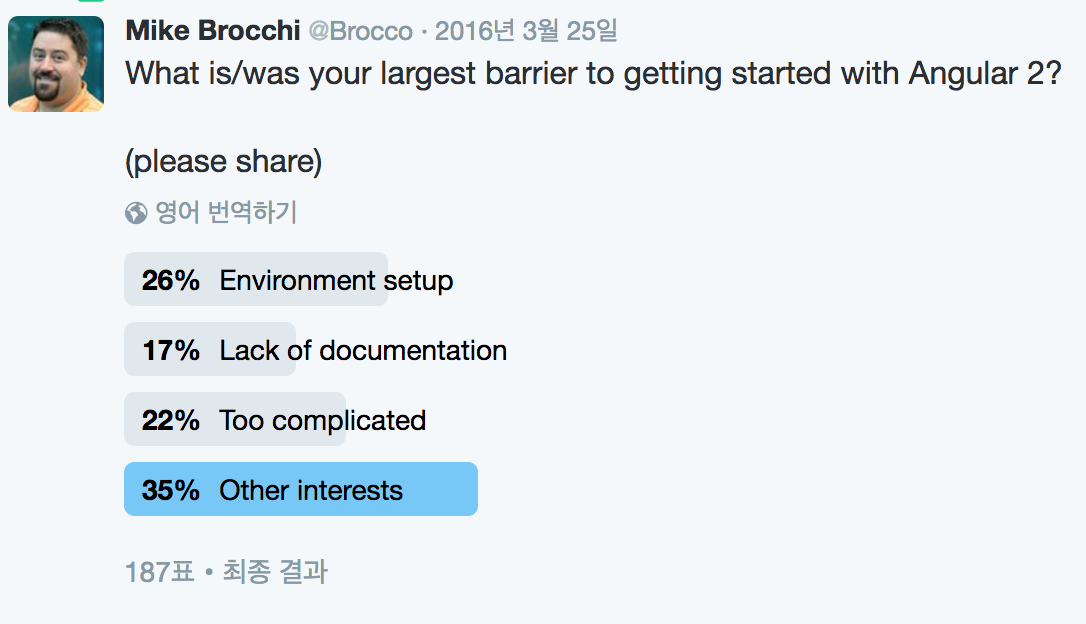 Mike Brocchi @Brocco · 2016년 3월 25일
What is/was your largest barrier to getting started with Angular 2?
(please share)
영어 번역하기
26% Environment setup
17% Lack of documentation
22% Too complicated
35% Other interests
187표 • 최종 결과